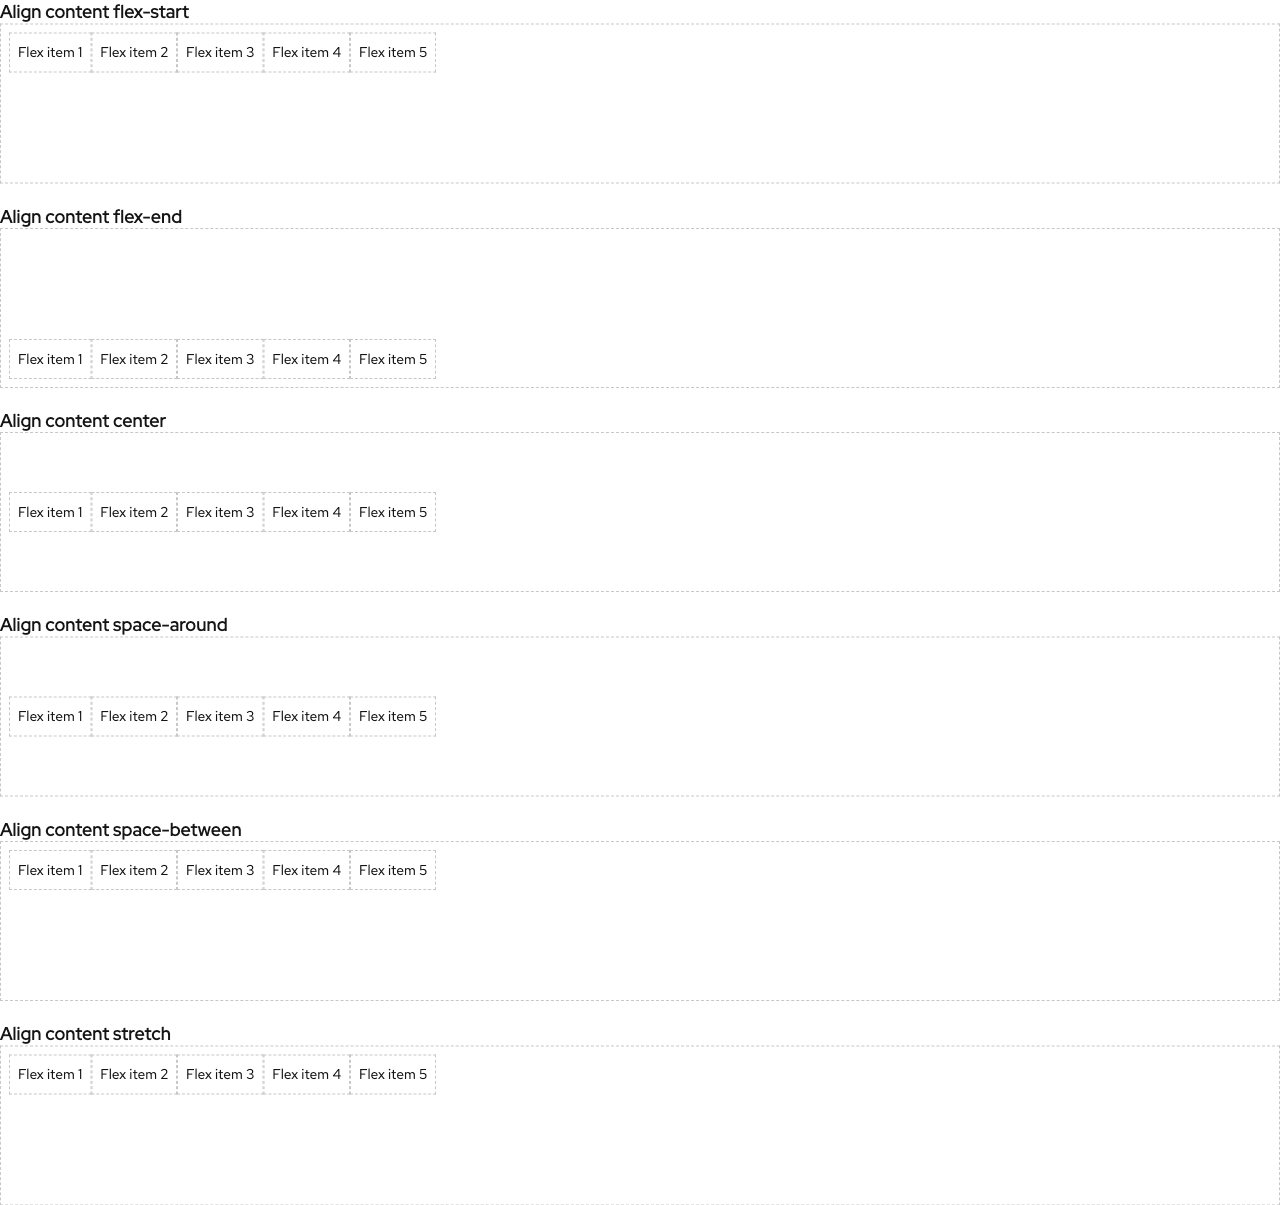 Align content flex-start
Flex item 1 Flex item 2 Flex item 3 Flex item 4 Flex item 5
Align content flex-end
Flex item 1 Flex item 2 Flex item 3 Flex item 4 Flex item 5
Align content center
Flex item 1 Flex item 2 Flex item 3 Flex item 4 Flex item 5
Align content space-around
Flex item 1 Flex item 2 Flex item 3 Flex item 4 Flex item 5
Align content space-between
Flex item 1 Flex item 2 Flex item 3 Flex item 4 Flex item 5
Align content stretch
Flex item 1 Flex item 2 Flex item 3 Flex item 4 Flex item 5